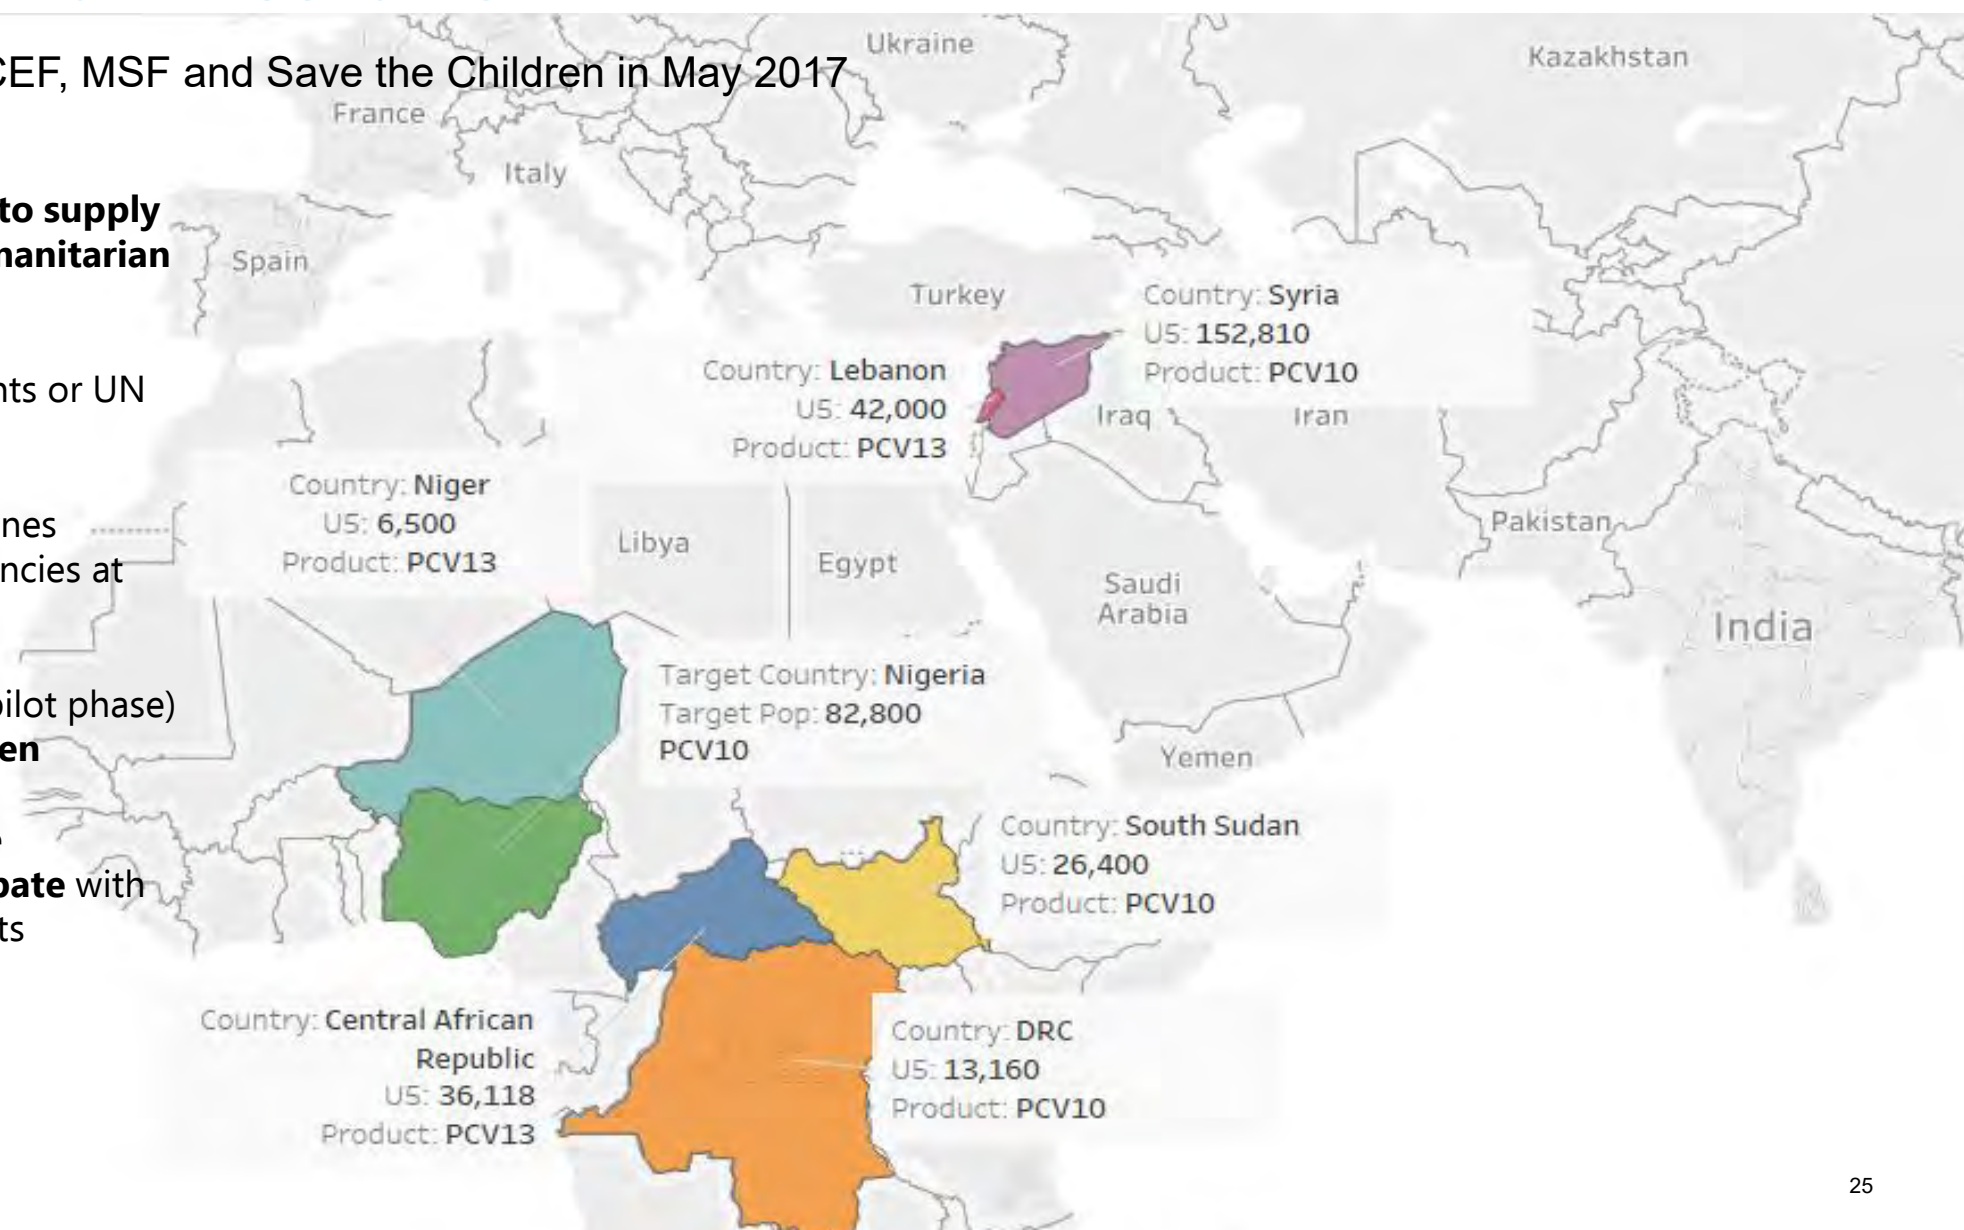 CEF, MSF and Save the Children in May 2017
to supply
manitarian
nts or UN
nes
ncies at
pilot phase)
en
pate with
ts
Ukraine
Kazakhstan
France
Italy
Spain
Turkey
Country: Syria
U5: 152,810
Product: PCV10
Country: Lebanon
U5: 42,000
Product: PCV13
Iraq
Iran
Country: Niger
U5: 6,500
Product: PCV13
Libya
Egypt
Saudi
Arabia
Pakistan
India
Target Country: Nigeria
Target Pop: 82,800
PCV10
Yemen
Country: South Sudan
U5: 26,400
Product: PCV10
Country: Central African
Republic
U5: 36,118
Product: PCV13
Country: DRC
U5: 13,160
Product: PCV10
25